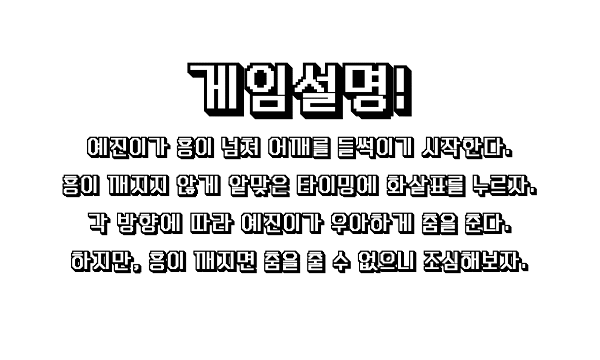 게임설명!
예진이가 흥이 넘쳐 어깨를 들썩이기 시작한다.
흥이 깨지지 않게 알맞은 타이밍에 화살표를 누르자.
각 방향에 따라 예진이가 우아하게 춤을 춘다.
하지만, 흥이 깨지면 춤을 출 수 없으니 조심해보자.